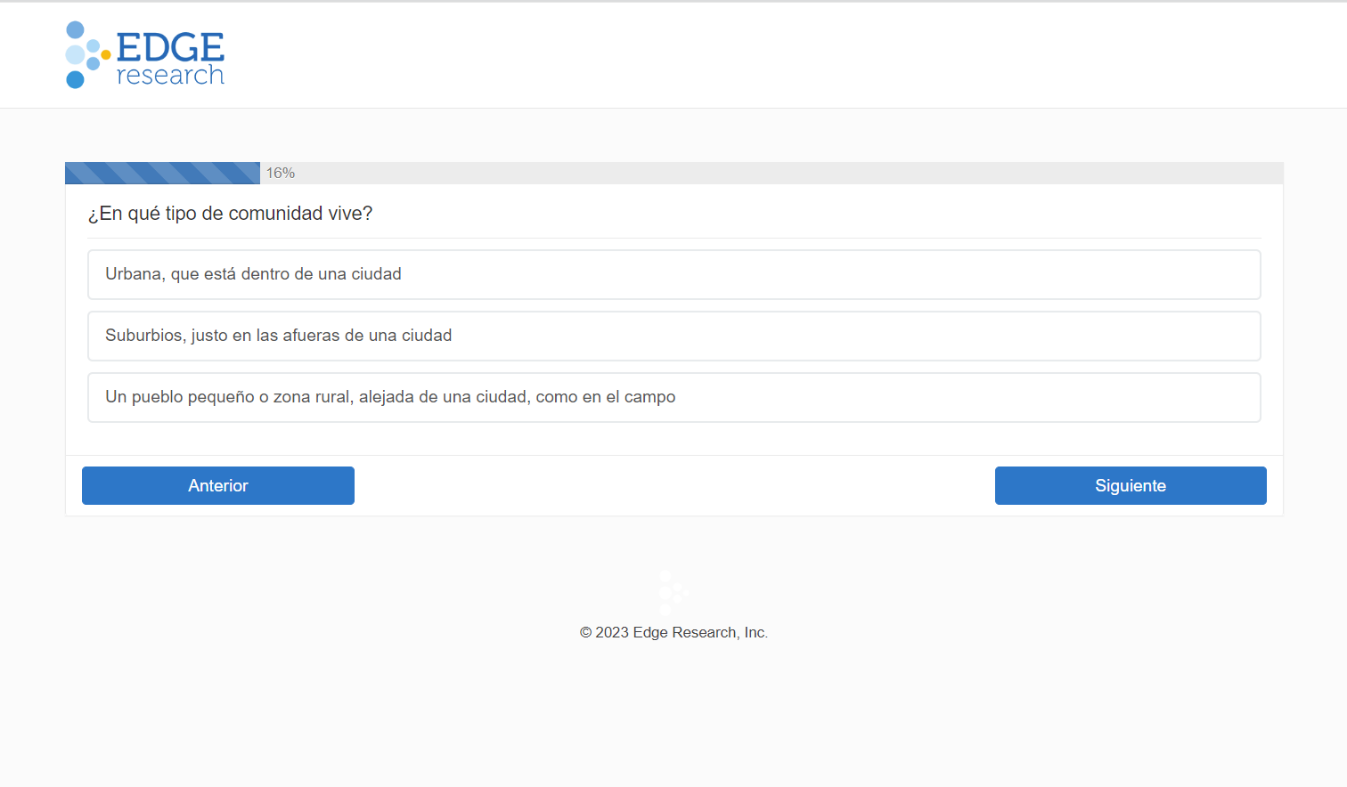 EDGE
research
16%
¿En qué tipo de comunidad vive?
Urbana, que está dentro de una ciudad
Suburbios, justo en las afueras de una ciudad
Un pueblo pequeño o zona rural, alejada de una ciudad, como en el campo
Anterior
Siguiente
© 2023 Edge Research, Inc.